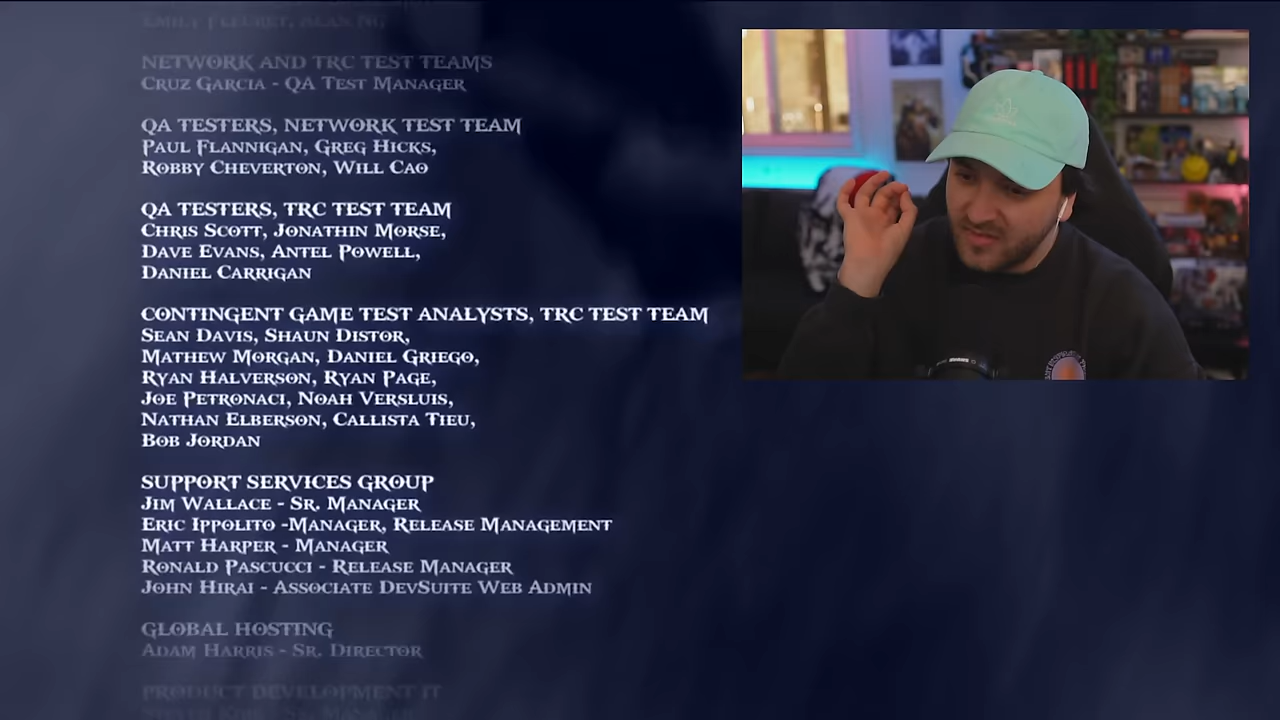 NETWORK AND TRC TEST TEAMS
CRUZ GARCIA - QA TEST MANAGER
QA TESTERS, NETWORK TEST TEAM
PAUL FLANNIGAN, GREG HICKS,
ROBBY CHEVERTON, WILL CAO
QA TESTERS, TRC TEST TEAM
CHRIS SCOTT, JONATHIN MORSE,
DAVE EVANS, ANTEL POWELL,
DANIEL CARRIGAN
CONTINGENT GAME TEST ANALYSTS, TRC TEST TEAM
SEAN DAVIS, SHAUN DISTOR,
MATHEW MORGAN, DANIEL GRIEGO,
RYAN HALVERSON, RYAN PAGE,
JOE PETRONACI, NOAH VERSLUIS,
NATHAN ELBERSON, CALLISTA TIEU,
BOB JORDAN
SUPPORT SERVICES GROUP
JIM WALLACE - SR. MANAGER
ERIC IPPOLITO -MANAGER, RELEASE MANAGEMENT
MATT HARPER - MANAGER
RONALD PASCUCCI - RELEASE MANAGER
JOHN HIRAI - ASSOCIATE DEVSUITE WEB ADMIN
GLOBAL HOSTING
ADAM HARRIS - SR. DIRECTOR
PRODUCT DEVELOPMENT IT